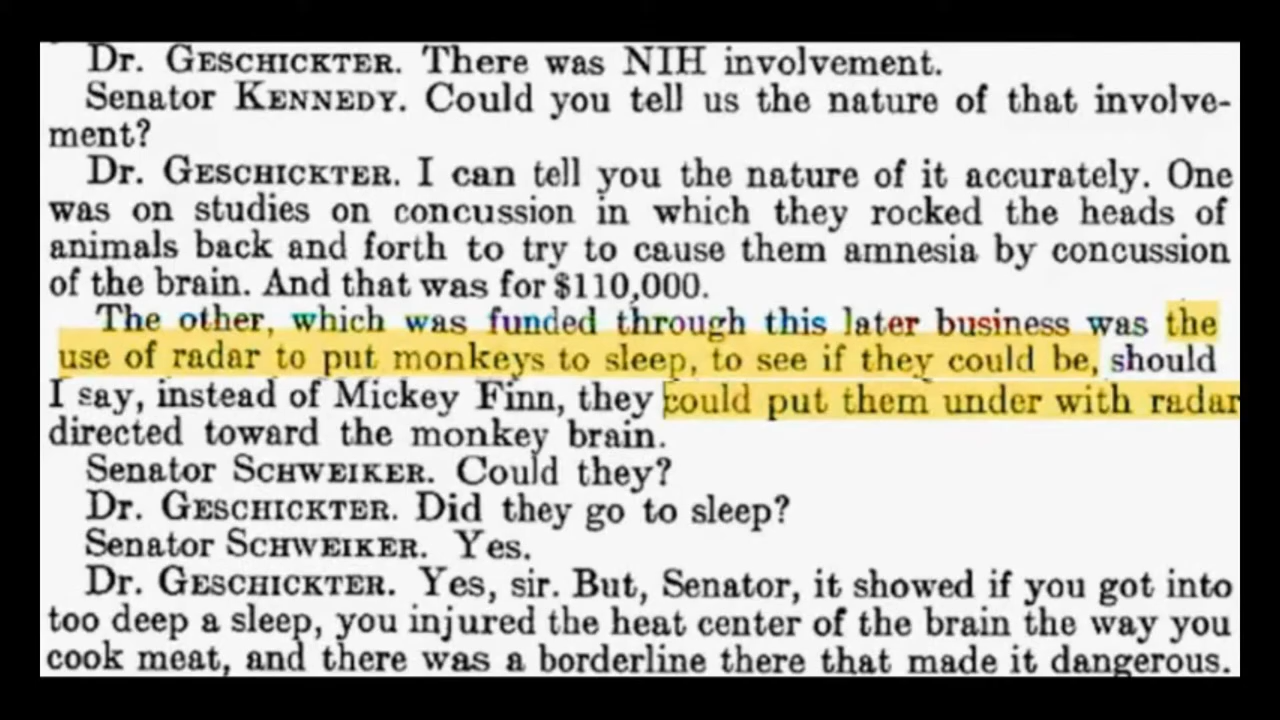 Dr. GESCHICKTER. There was NIH involvement.
Senator KENNEDY. Could you tell us the nature of that involve-
ment?
Dr. GESCHICKTER. I can tell you the nature of it accurately. One
was on studies on concussion in which they rocked the heads of
animals back and forth to try to cause them amnesia by concussion
of the brain. And that was for $110,000.
The other, which was funded through this later business was the
use of radar to put monkeys to sleep, to see if they could be, should
I say, instead of Mickey Finn, they could put them under with radar
directed toward the monkey brain.
Senator SCHWEIKER. Could they?
Dr. GESCHICKTER. Did they go to sleep?
Senator SCHWEIKER. Yes.
Dr. GESCHICKTER. Yes, sir. But, Senator, it showed if you got into
too deep a sleep, you injured the heat center of the brain the way you
cook meat, and there was a borderline there that made it dangerous.